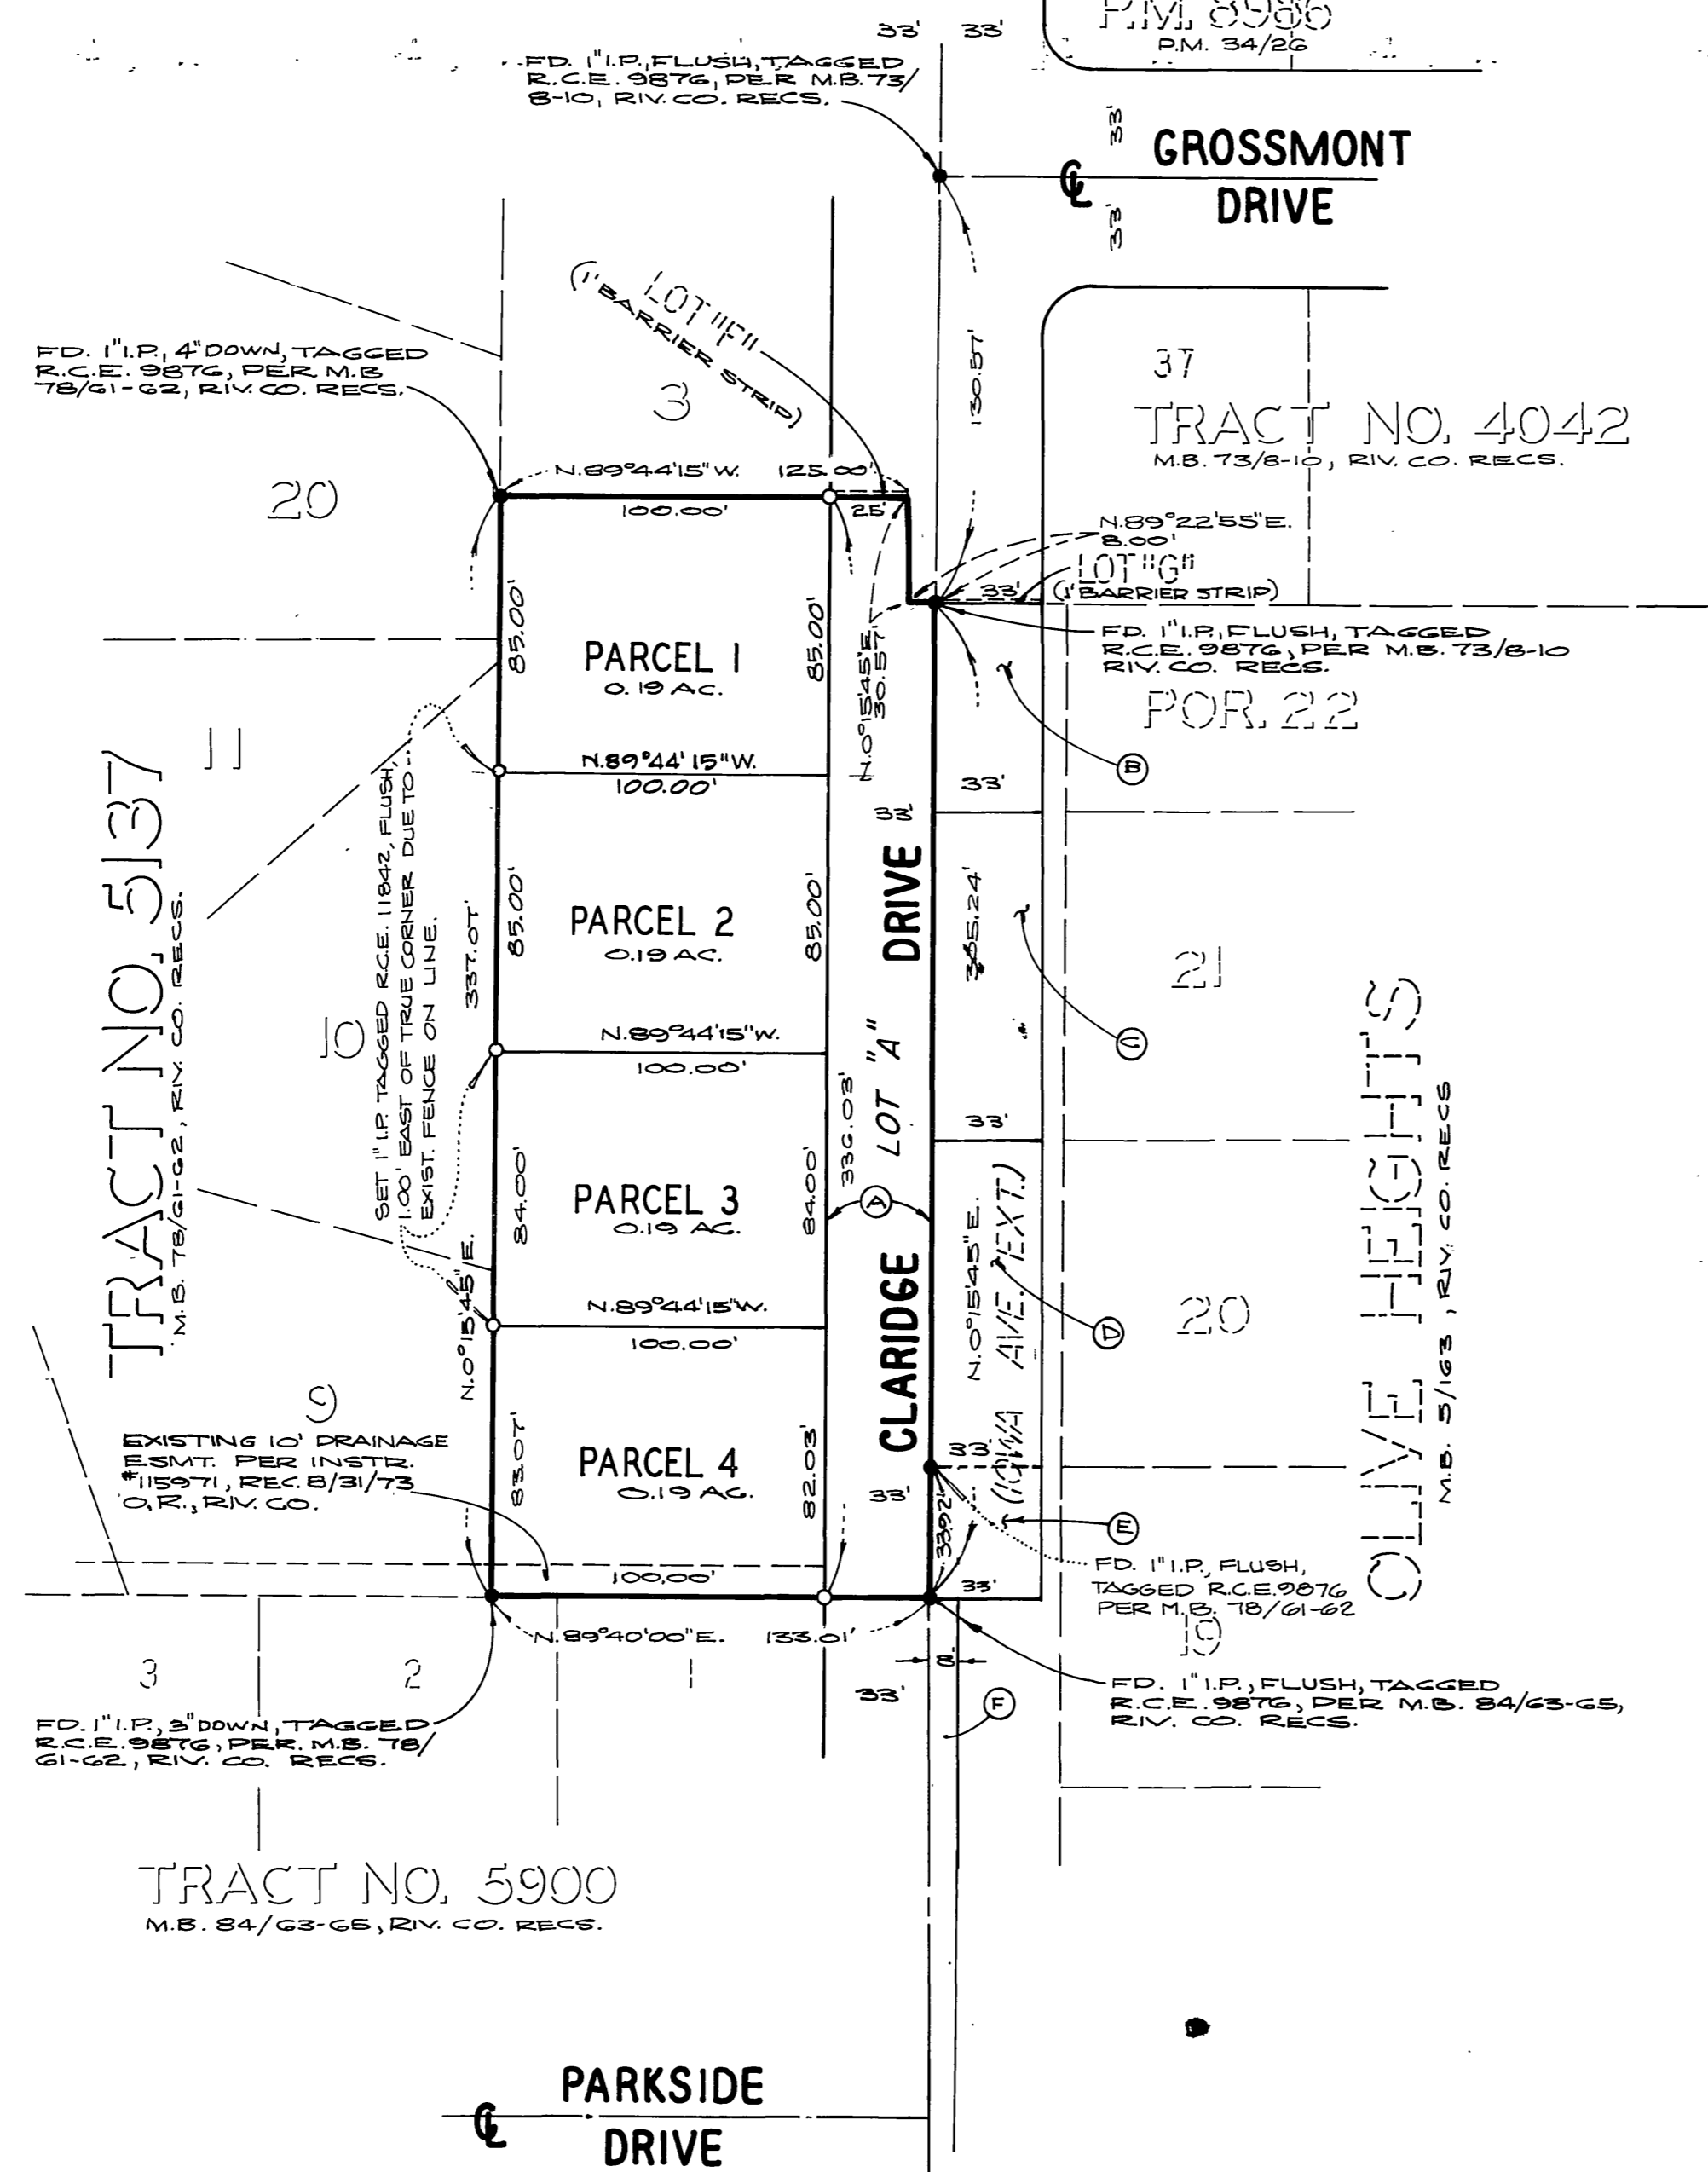 33' 33'
P.M. 8986
P.M. 34/26
FD. 1" I.P., FLUSH, TAGGED
R.C.E. 9876, PER M.B. 73/
8-10, RIV. CO. RECS.
33'
GROSSMONT
℄
DRIVE
33'
LOT "F"
(1' BARRIER STRIP)
130.57'
FD. 1" I.P., 4" DOWN, TAGGED
R.C.E. 9876, PER M.B
78/61-62, RIV. CO. RECS.
3
37
TRACT NO. 4042
M.B. 73/8-10, RIV. CO. RECS.
20
N.89°44'15"W. 125.00'
100.00'
25'
N.89°22'55"E.
8.00'
LOT "G"
33'
(1' BARRIER STRIP)
FD. 1" I.P., FLUSH, TAGGED
R.C.E. 9876, PER M.B. 73/8-10
RIV. CO. RECS.
85.00'
85.00'
PARCEL 1
0.19 AC.
N.0°15'45"E.
30.57'
POR. 22
11
N.89°44'15"W.
100.00'
B
33'
33'
TRACT NO. 5137
M.B. 78/61-62, RIV. CO. RECS.
SET 1" I.P. TAGGED R.C.E. 11842, FLUSH,
1.00' EAST OF TRUE CORNER DUE TO
EXIST. FENCE ON LINE.
337.07'
85.00'
85.00'
PARCEL 2
0.19 AC.
DRIVE
21
10
LOT "A"
C
N.89°44'15"W.
100.00'
336.03'
33'
OLIVE HEIGHTS
M.B. 5/163, RIV. CO. RECS
84.00'
84.00'
PARCEL 3
0.19 AC.
A
N.0°15'45"E.
N.0°15'45"E.
(IOWA AVE. EXT.)
D
20
CLARIDGE
N.89°44'15"W.
100.00'
9
EXISTING 10' DRAINAGE
ESMT. PER INSTR.
#115971, REC. 8/31/73
O.R., RIV. CO.
83.07'
82.03'
PARCEL 4
0.19 AC.
33'
33'
39.92'
E
FD. 1" I.P., FLUSH,
TAGGED R.C.E. 9876
PER M.B. 78/61-62
100.00'
33'
N.89°40'00"E. 133.01'
19
8'
3
2
1
33'
F
FD. 1" I.P., FLUSH, TAGGED
R.C.E. 9876, PER M.B. 84/63-65,
RIV. CO. RECS.
FD. 1" I.P., 3" DOWN, TAGGED
R.C.E. 9876, PER. M.B. 78/
61-62, RIV. CO. RECS.
TRACT NO. 5900
M.B. 84/63-65, RIV. CO. RECS.
PARKSIDE
℄
DRIVE